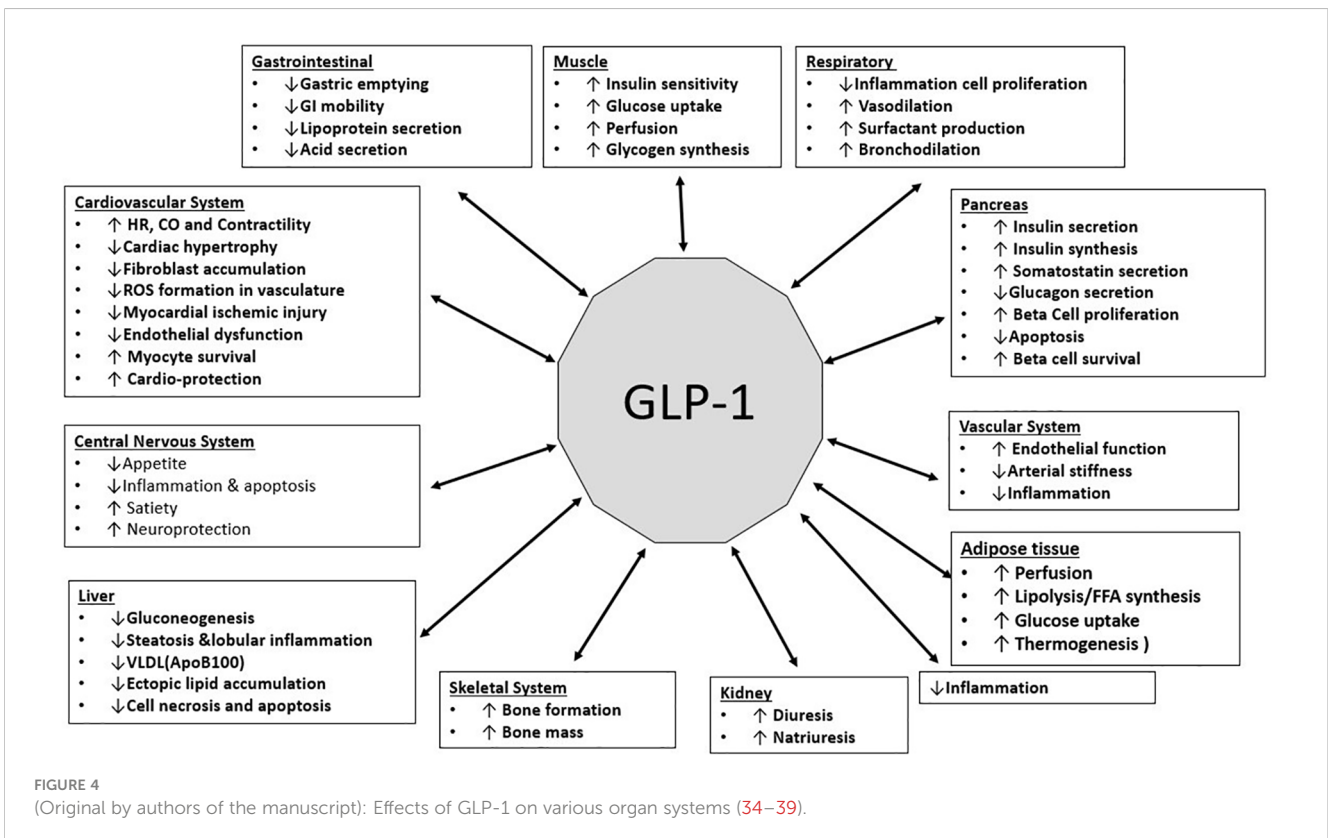 Gastrointestinal
• ↓Gastric emptying
• ↓GI mobility
• ↓Lipoprotein secretion
• ↓Acid secretion
Muscle
• ↑ Insulin sensitivity
• ↑ Glucose uptake
• ↑ Perfusion
• ↑ Glycogen synthesis
Respiratory
• ↓Inflammation cell proliferation
• ↑ Vasodilation
• ↑ Surfactant production
• ↑ Bronchodilation
Cardiovascular System
• ↑ HR, CO and Contractility
• ↓Cardiac hypertrophy
• ↓Fibroblast accumulation
• ↓ROS formation in vasculature
• ↓Myocardial ischemic injury
• ↓Endothelial dysfunction
• ↑ Myocyte survival
• ↑ Cardio-protection
Pancreas
• ↑ Insulin secretion
• ↑ Insulin synthesis
• ↑ Somatostatin secretion
• ↓Glucagon secretion
• ↑ Beta Cell proliferation
• ↓Apoptosis
• ↑ Beta cell survival
GLP-1
Central Nervous System
• ↓Appetite
• ↓Inflammation & apoptosis
• ↑ Satiety
• ↑ Neuroprotection
Vascular System
• ↑ Endothelial function
• ↓Arterial stiffness
• ↓Inflammation
Adipose tissue
• ↑ Perfusion
• ↑ Lipolysis/FFA synthesis
• ↑ Glucose uptake
• ↑ Thermogenesis )
Liver
• ↓Gluconeogenesis
• ↓Steatosis &lobular inflammation
• ↓VLDL(ApoB100)
• ↓Ectopic lipid accumulation
• ↓Cell necrosis and apoptosis
Skeletal System
• ↑ Bone formation
• ↑ Bone mass
Kidney
• ↑ Diuresis
• ↑ Natriuresis
↓Inflammation
FIGURE 4
(Original by authors of the manuscript): Effects of GLP-1 on various organ systems (34–39).